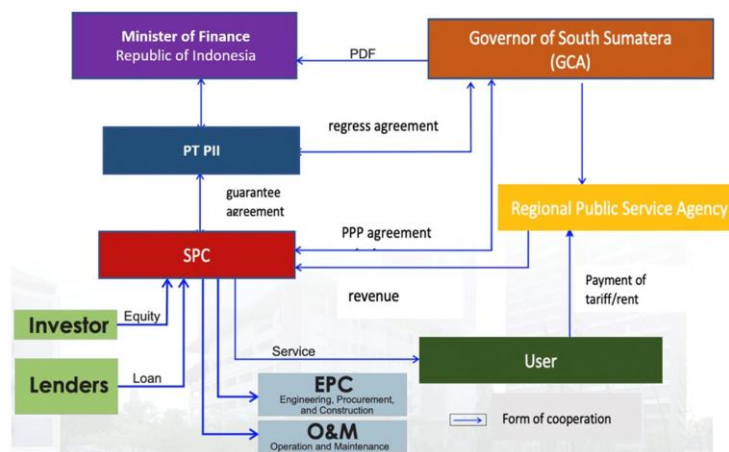 Minister of Finance
Republic of Indonesia
PDF
Governor of South Sumatera
(GCA)
regress agreement
PT PII
guarantee
agreement
Regional Public Service Agency
PPP agreement
SPC
revenue
Payment of
tariff/rent
Investor
Equity
Service
User
Lenders
Loan
EPC
Engineering, Procurement,
and Construction
Form of cooperation
O&M
Operation and Maintenance